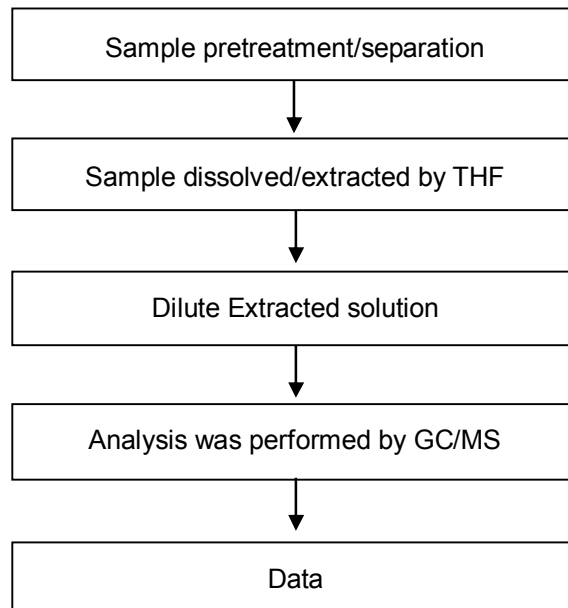 Sample pretreatment/separation
Sample dissolved/extracted by THF
Dilute Extracted solution
Analysis was performed by GC/MS
Data